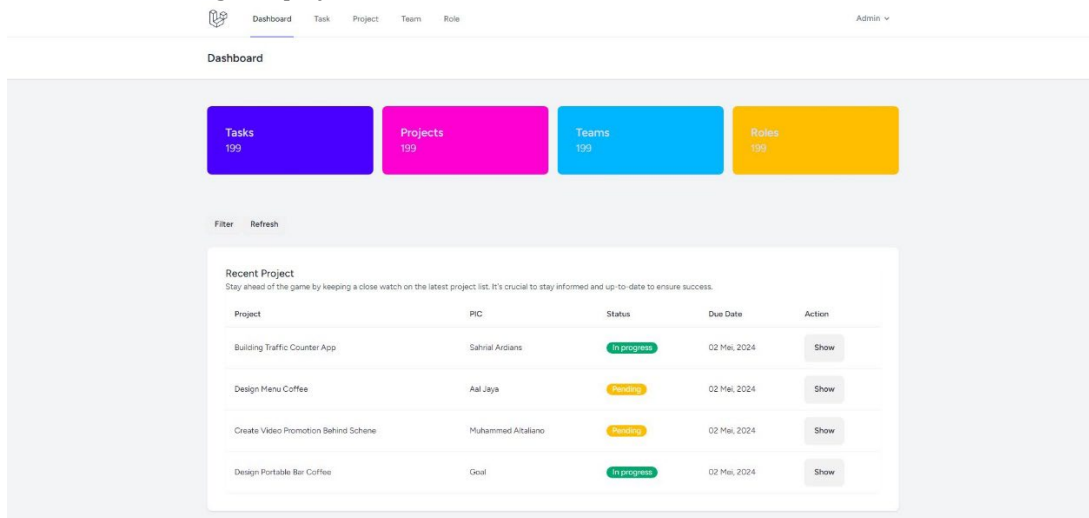 Dashboard Task Project Team Role Admin
Dashboard
Tasks Projects Teams Roles
199 199 199 199
Filter Refresh
Recent Project
Stay ahead of the game by keeping a close watch on the latest project list. It's crucial to stay informed and up-to-date to ensure success.
Project PIC Status Due Date Action
Building Traffic Counter App Sahrial Ardians In progress 02 Mei, 2024 Show
Design Menu Coffee Aal Jaya Pending 02 Mei, 2024 Show
Create Video Promotion Behind Schene Muhammed Altaliano Pending 02 Mei, 2024 Show
Design Portable Bar Coffee Goal In progress 02 Mei, 2024 Show